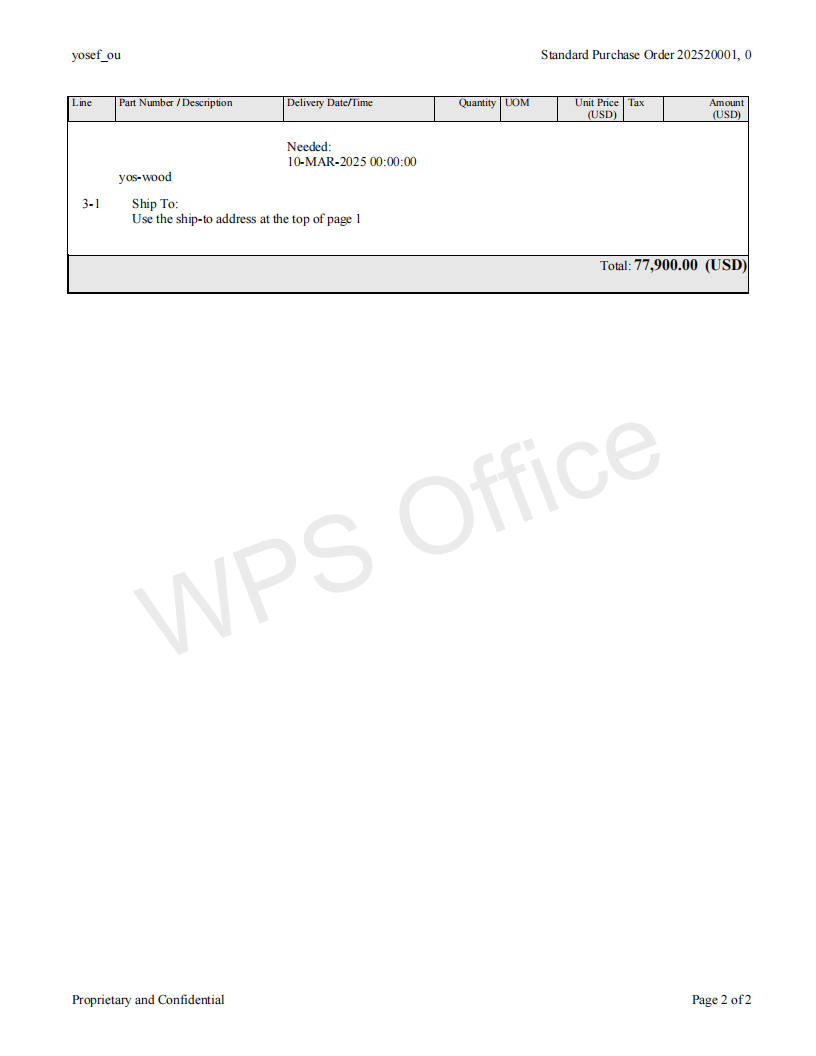 yosef_ou
Standard Purchase Order 202520001, 0
Line Part Number / Description Delivery Date/Time Quantity UOM Unit Price (USD) Tax Amount (USD)
Needed:
10-MAR-2025 00:00:00
yos-wood
3-1 Ship To:
Use the ship-to address at the top of page 1
Total: 77,900.00 (USD)
WPS Office
Proprietary and Confidential
Page 2 of 2